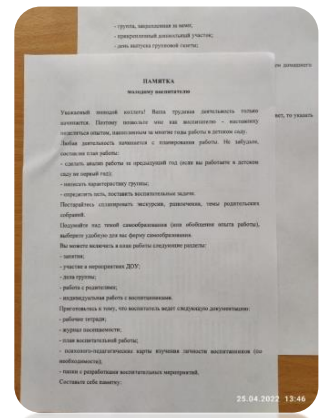 - группа, закрепленная за вами;
- прикрепленный дошкольный участок;
- день выпуска групповой газеты;
домашнего
вест, то указать
ПАМЯТКА
молодому воспитателю
Уважаемый молодой коллега! Ваша трудовая деятельность только
начинается. Поэтому позвольте мне как воспитателю - наставнику
поделиться опытом, накопленным за многие годы работы в детском саду.
Любая деятельность начинается с планирования работы. Не забудьте,
составляя план работы:
- сделать анализ работы за предыдущий год (если вы работаете в детском
саду не первый год);
- написать характеристику группы;
- определить цель, поставить воспитательные задачи.
Постарайтесь спланировать экскурсии, развлечения, темы родительских
собраний.
Подумайте над темой самообразования (или обобщения опыта работы),
выберите удобную для вас форму самообразования.
Вы можете включить в план работы следующие разделы:
- занятия;
- участие в мероприятиях ДОУ;
- дела группы;
- работа с родителями;
- индивидуальная работа с воспитанниками.
Приготовьтесь к тому, что воспитатель ведет следующую документацию:
- рабочие тетради;
- журнал посещаемости;
- план воспитательной работы;
- психолого-педагогические карты изучения личности воспитанников (по
необходимости);
- папки с разработками воспитательных мероприятий.
Составьте себе памятку:
25.04.2022 13:46